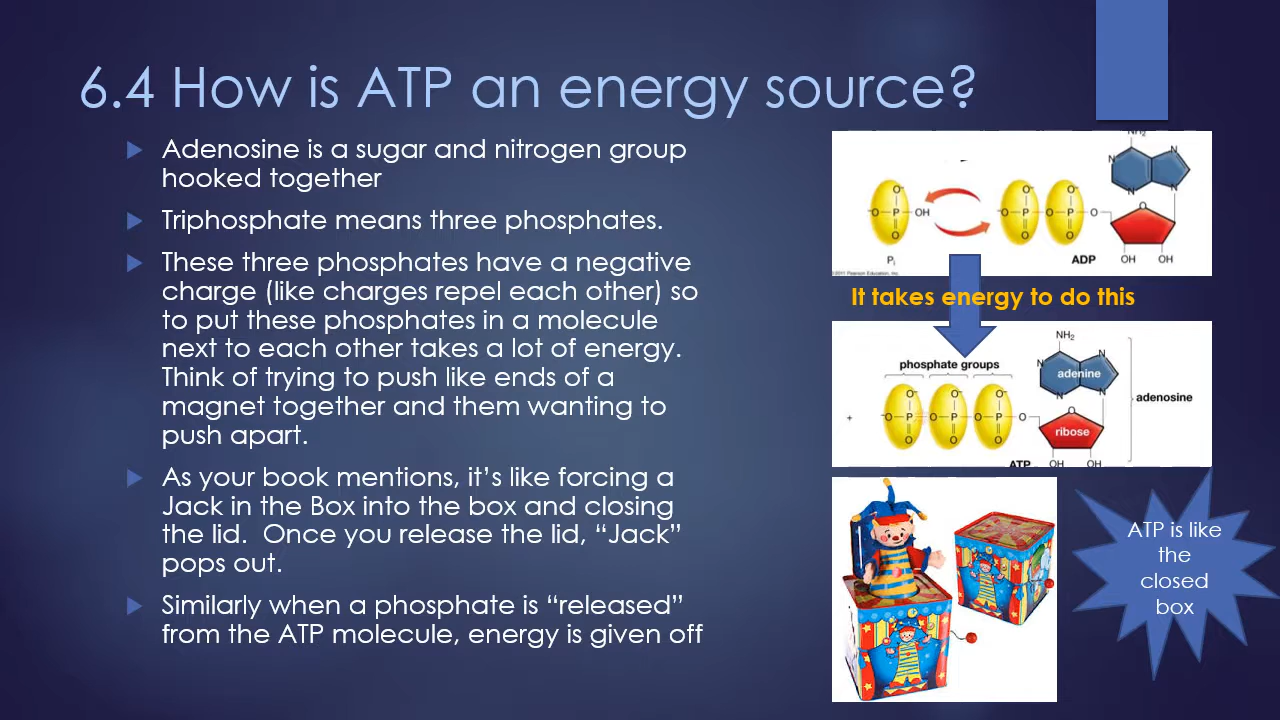 6.4 How is ATP an energy source?
Adenosine is a sugar and nitrogen group
hooked together
Triphosphate means three phosphates.
These three phosphates have a negative
charge (like charges repel each other) so
to put these phosphates in a molecule
next to each other takes a lot of energy.
Think of trying to push like ends of a
magnet together and them wanting to
push apart.
As your book mentions, it’s like forcing a
Jack in the Box into the box and closing
the lid.  Once you release the lid, “Jack”
pops out.
Similarly when a phosphate is “released”
from the ATP molecule, energy is given off
NH₂
N N
N N
O⁻ O⁻ O⁻
⁻O P OH ⁻O P O P O O
O O O
Pᵢ ADP OH OH
©2011 Pearson Education, Inc.
It takes energy to do this
NH₂
phosphate groups
N N
adenine
N N
adenosine
O⁻ O⁻ O⁻
+ ⁻O P O P O P O O
ribose
O O O
ATP OH OH
ATP is like
the
closed
box